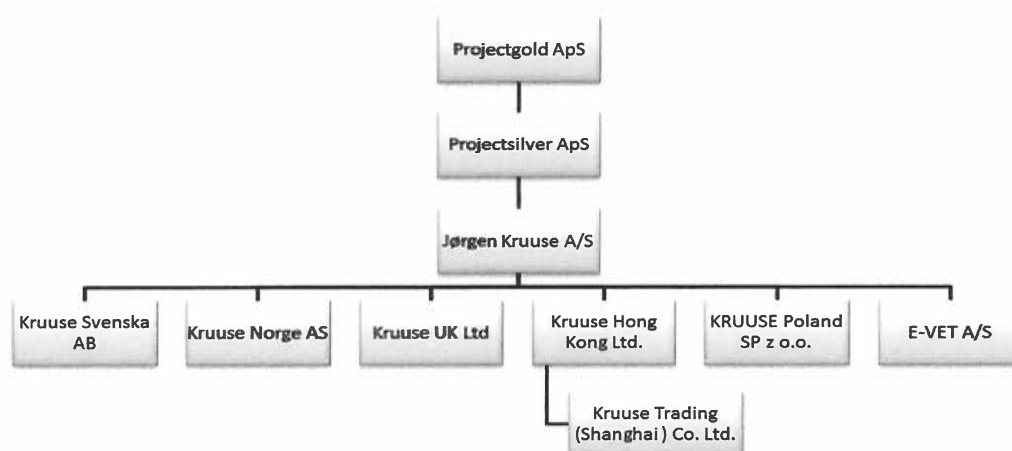 Projectgold ApS
Projectsilver ApS
Jørgen Kruuse A/S
Kruuse Svenska
AB
Kruuse Norge AS
Kruuse UK Ltd
Kruuse Hong
Kong Ltd.
KRUUSE Poland
SP z o.o.
E-VET A/S
Kruuse Trading
(Shanghai) Co. Ltd.